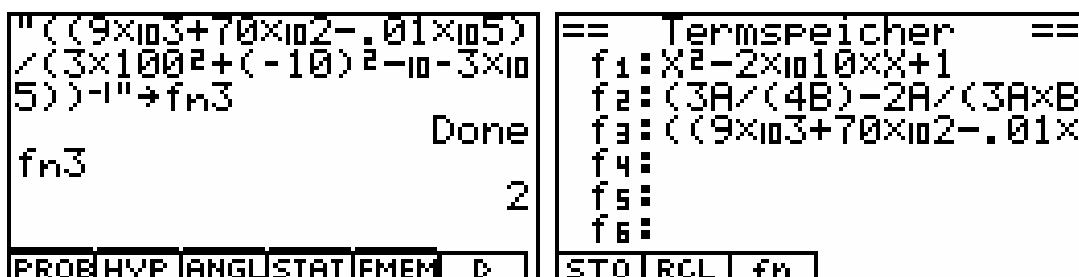 "((9×⏨3+70×⏨2−.01×⏨5)
/(3×100²+(-10)²−⏨-3×⏨
5))⁻¹"→fn3
Done
fn3
2
PROB HYP ANGL STAT FMEM ▷
== Termspeicher ==
f1:X²−2×⏨10×X+1
f2:(3A/(4B)−2A/(3A×B
f3:((9×⏨3+70×⏨2−.01×
f4:
f5:
f6:
STO RCL fn